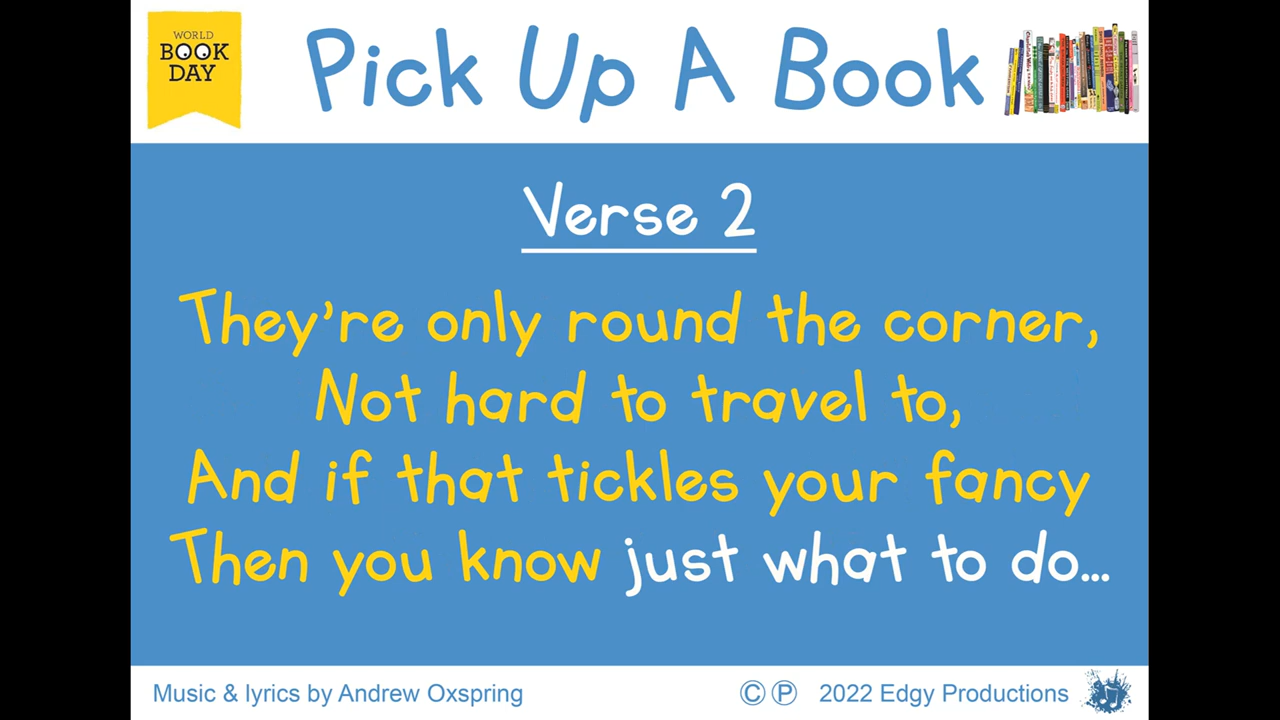 WORLD
BOOK
DAY
Pick Up A Book
Verse 2
They're only round the corner,
Not hard to travel to,
And if that tickles your fancy
Then you know just what to do...
Music & lyrics by Andrew Oxspring
© ℗ 2022 Edgy Productions